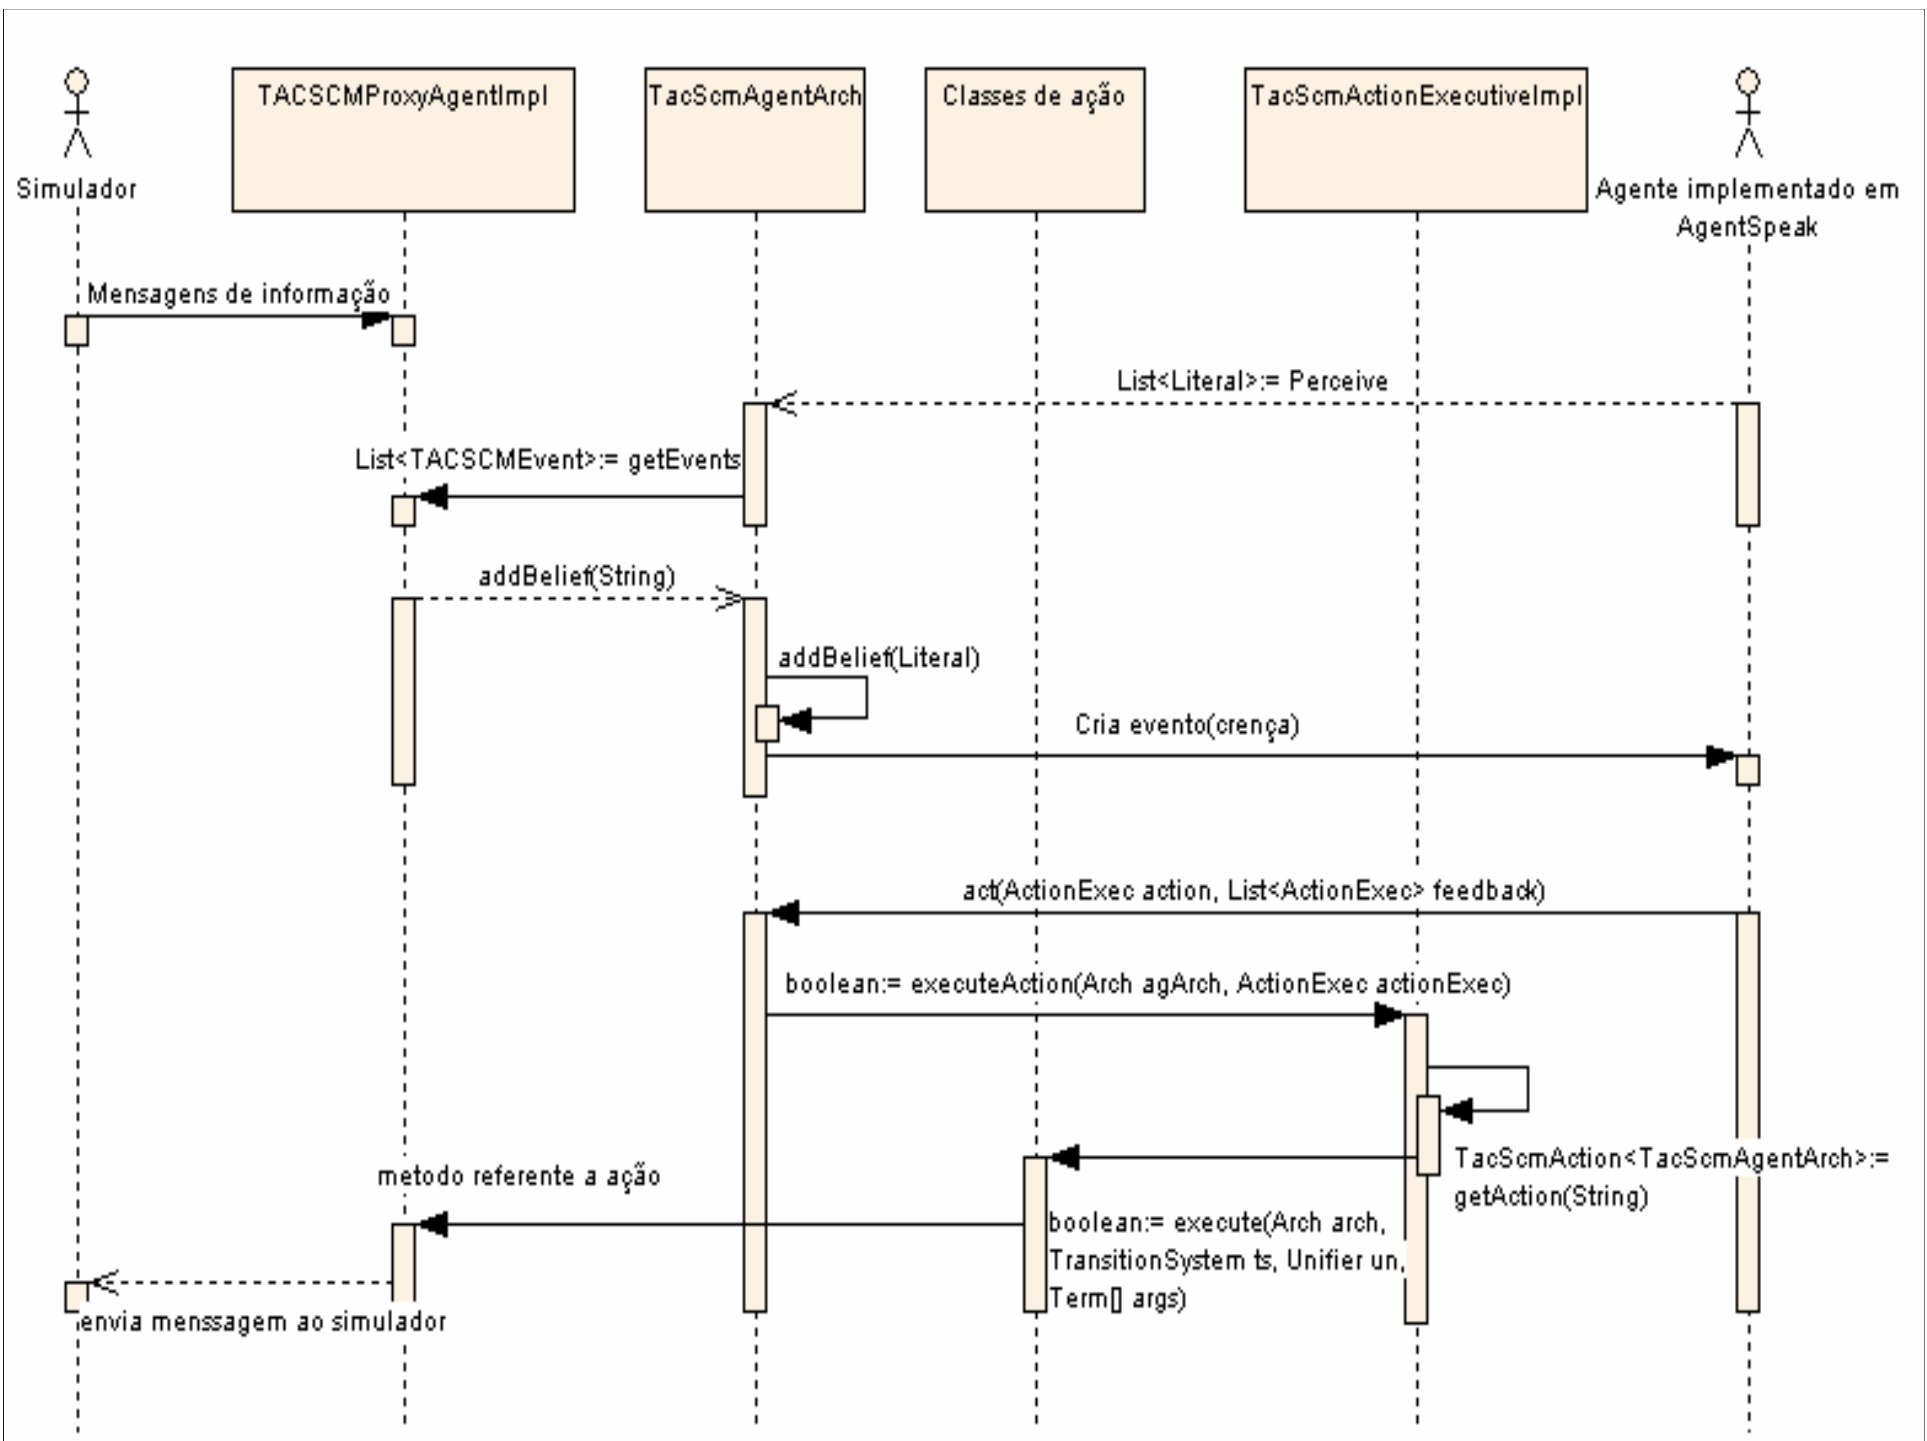 TACSCMProxyAgentImpl
TacScmAgentArch
Classes de ação
TacScmActionExecutiveImpl
Simulador
Agente implementado em
AgentSpeak
Mensagens de informação
List<Literal>:= Perceive
List<TACSCMEvent>:= getEvents
addBelief(String)
addBelief(Literal)
Cria evento(crença)
act(ActionExec action, List<ActionExec> feedback)
boolean:= executeAction(Arch agArch, ActionExec actionExec)
TacScmAction<TacScmAgentArch>:=
getAction(String)
metodo referente a ação
boolean:= execute(Arch arch,
TransitionSystem ts, Unifier un,
Term[] args)
envia menssagem ao simulador